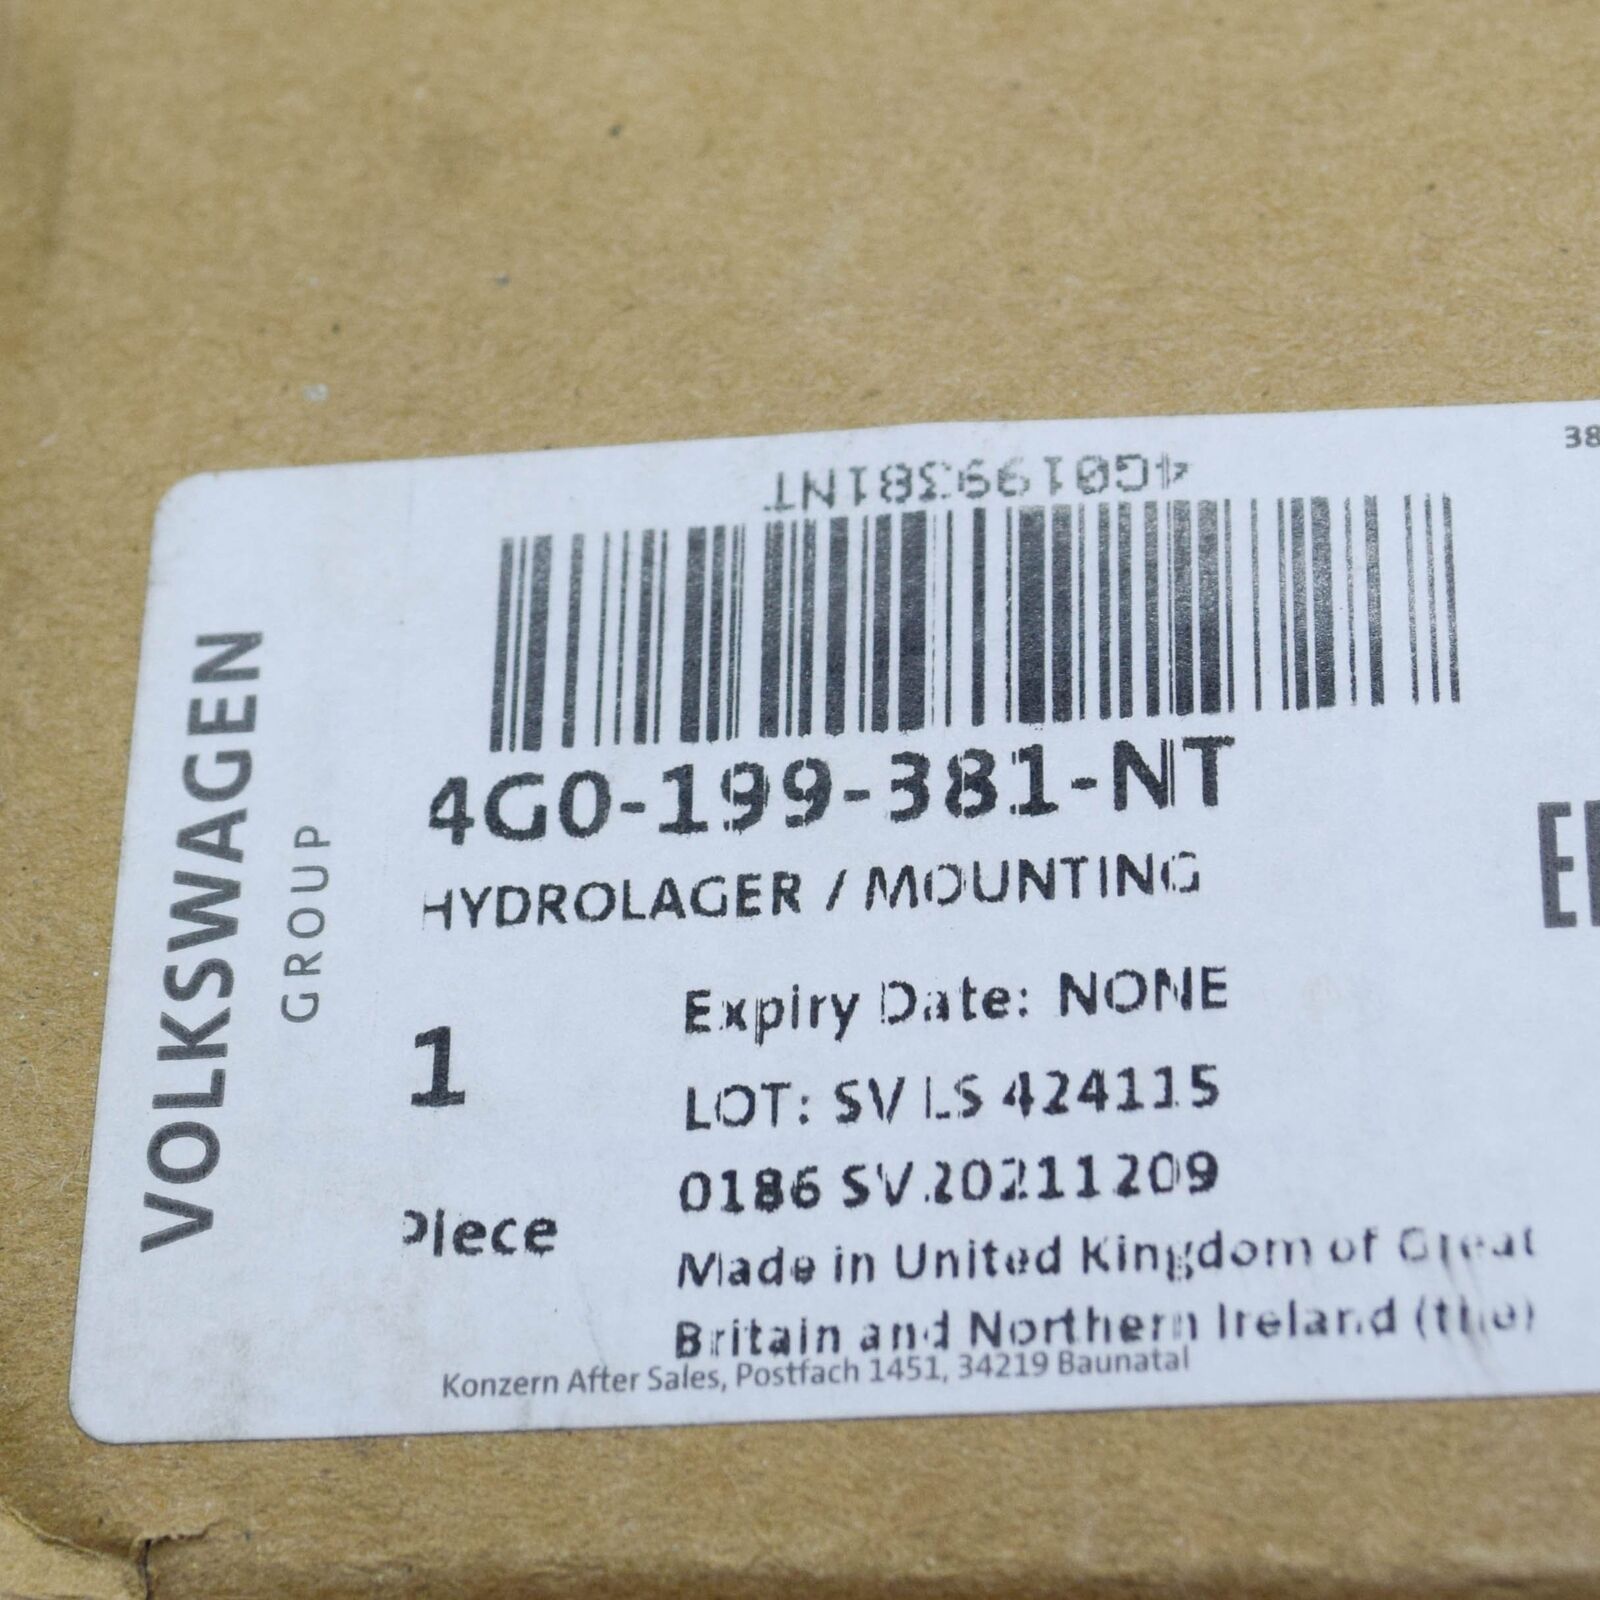 38
4G0199381NT
VOLKSWAGEN
GROUP
4G0-199-381-NT
HYDROLAGER / MOUNTING
1
Piece
Expiry Date: NONE
LOT: SV LS 424115
0186 SV.20211209
Made in United Kingdom of Great
Britain and Northern Ireland (the)
Konzern After Sales, Postfach 1451, 34219 Baunatal